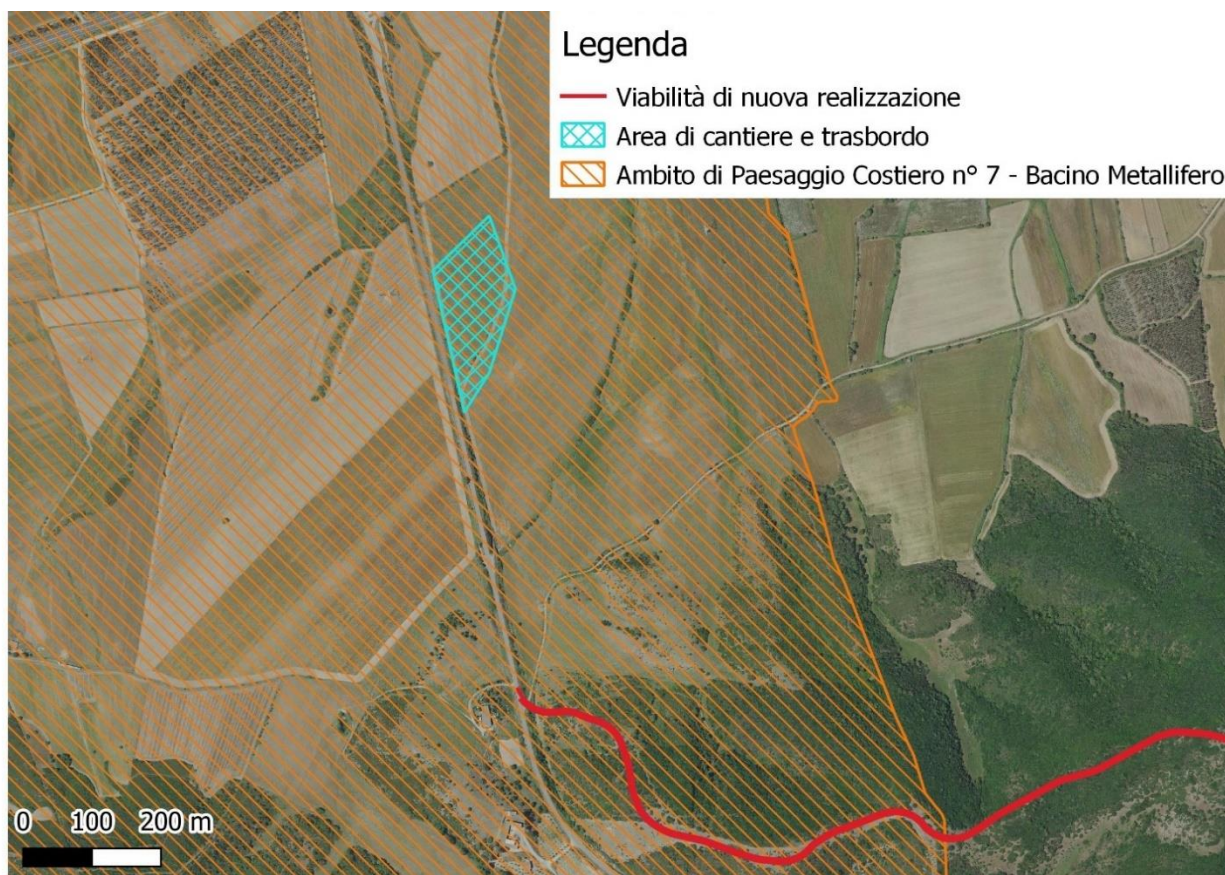 Legenda
Viabilità di nuova realizzazione
Area di cantiere e trasbordo
Ambito di Paesaggio Costiero n° 7 - Bacino Metallifero
0 100 200 m